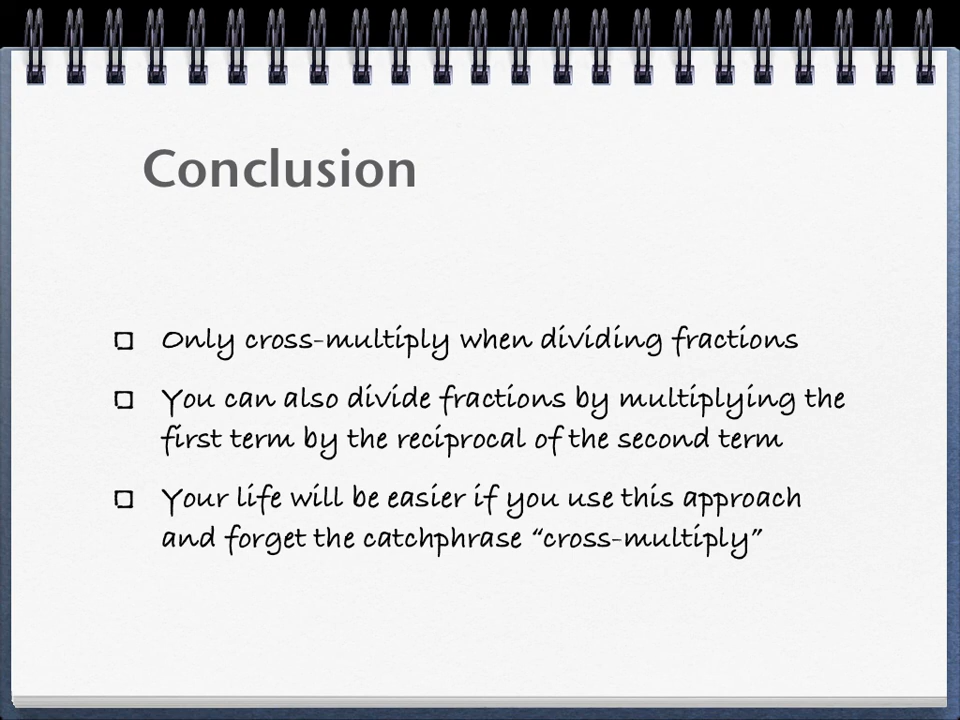 Conclusion
Only cross-multiply when dividing fractions
You can also divide fractions by multiplying the
first term by the reciprocal of the second term
Your life will be easier if you use this approach
and forget the catchphrase “cross-multiply”